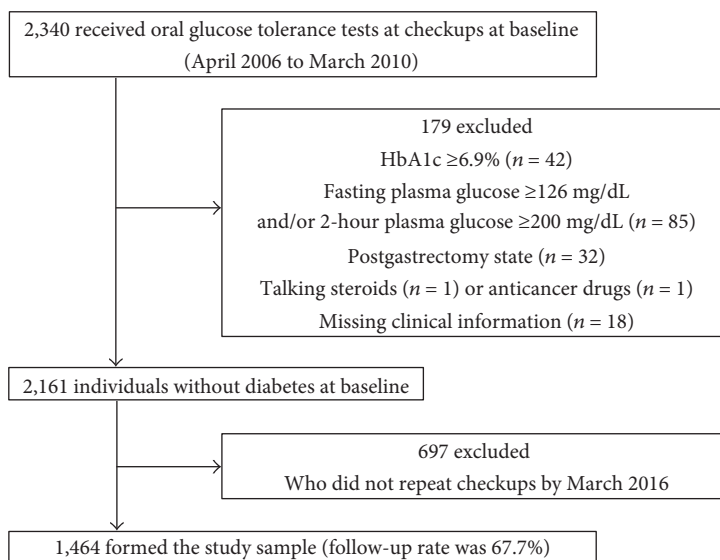 2,340 received oral glucose tolerance tests at checkups at baseline
(April 2006 to March 2010)
179 excluded
HbA1c ≥6.9% (n = 42)
Fasting plasma glucose ≥126 mg/dL
and/or 2-hour plasma glucose ≥200 mg/dL (n = 85)
Postgastrectomy state (n = 32)
Talking steroids (n = 1) or anticancer drugs (n = 1)
Missing clinical information (n = 18)
2,161 individuals without diabetes at baseline
697 excluded
Who did not repeat checkups by March 2016
1,464 formed the study sample (follow-up rate was 67.7%)